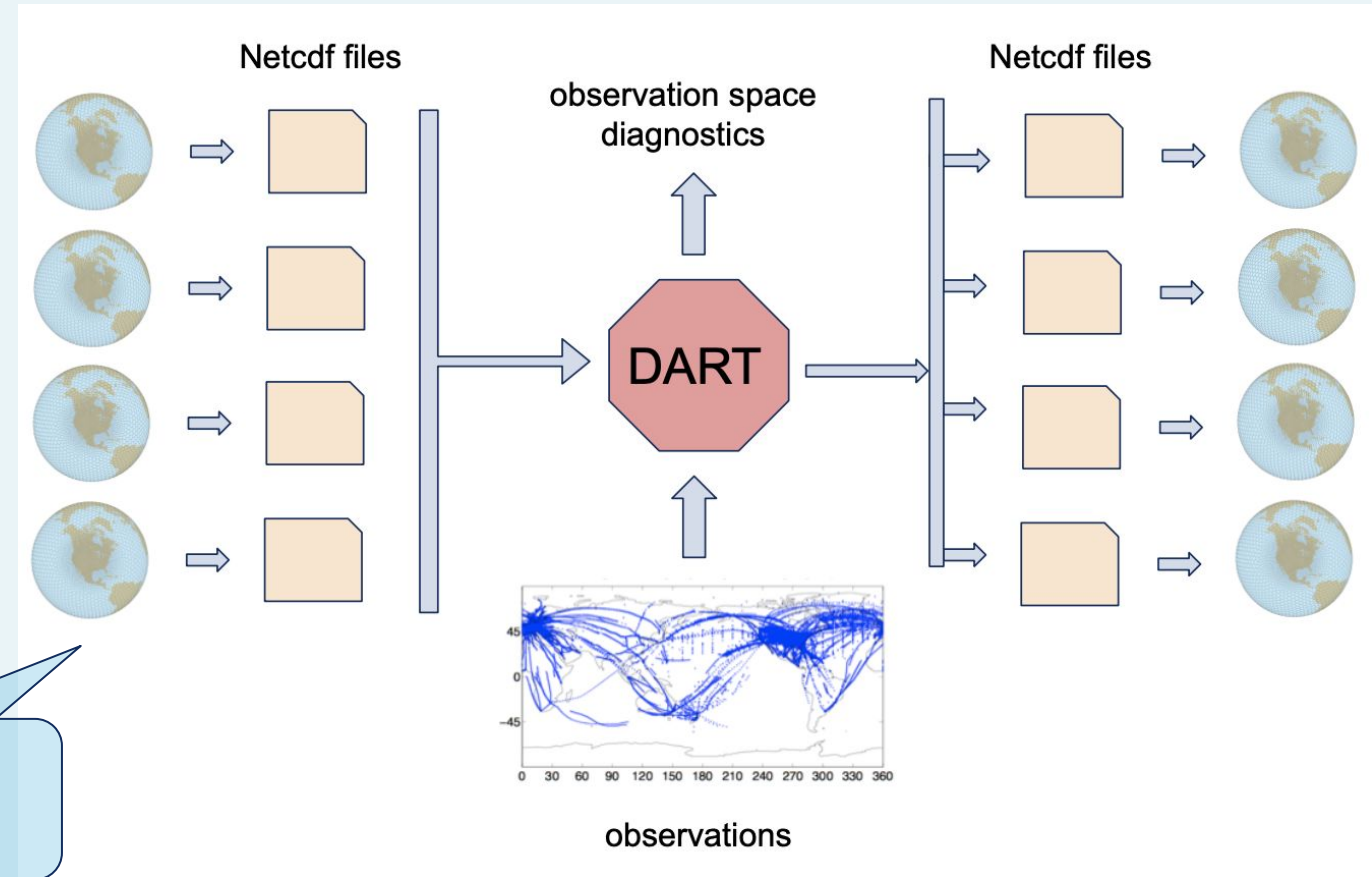 Netcdf files
Netcdf files
observation space
diagnostics
DART
45
0
−45
0 30 60 90 120 150 180 210 240 270 300 330 360
observations